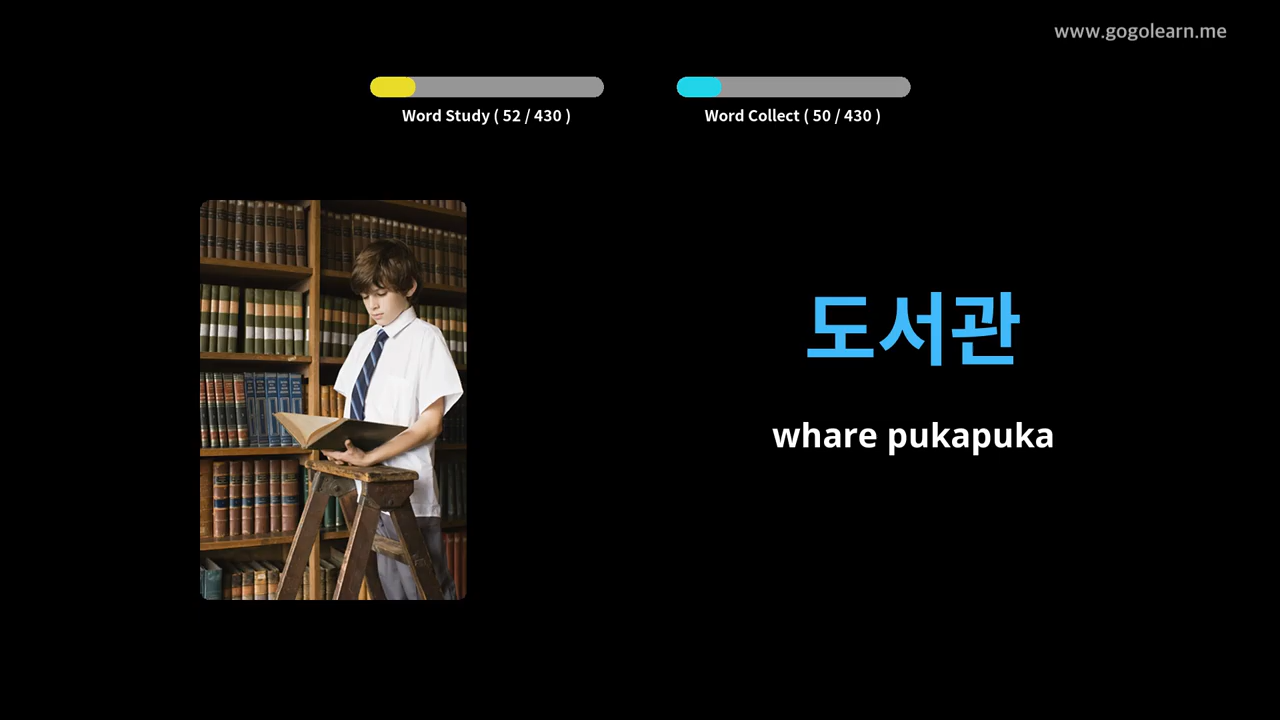 www.gogolearn.me
Word Study ( 52 / 430 )
Word Collect ( 50 / 430 )
도서관
whare pukapuka